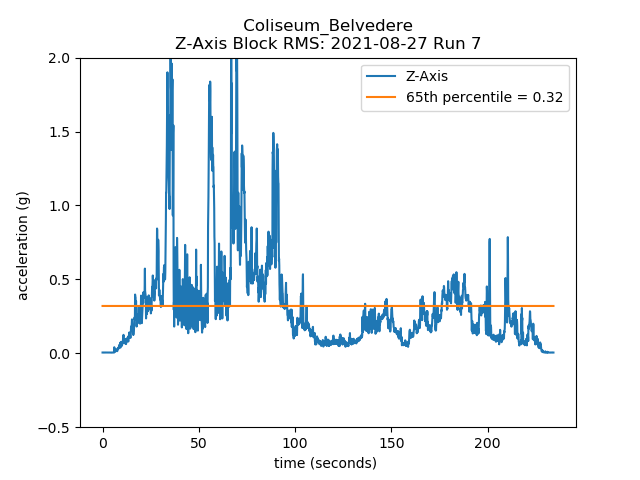 Coliseum_Belvedere
Z-Axis Block RMS: 2021-08-27 Run 7
Z-Axis
65th percentile = 0.32
acceleration (g)
2.0
1.5
1.0
0.5
0.0
−0.5
0 50 100 150 200
time (seconds)